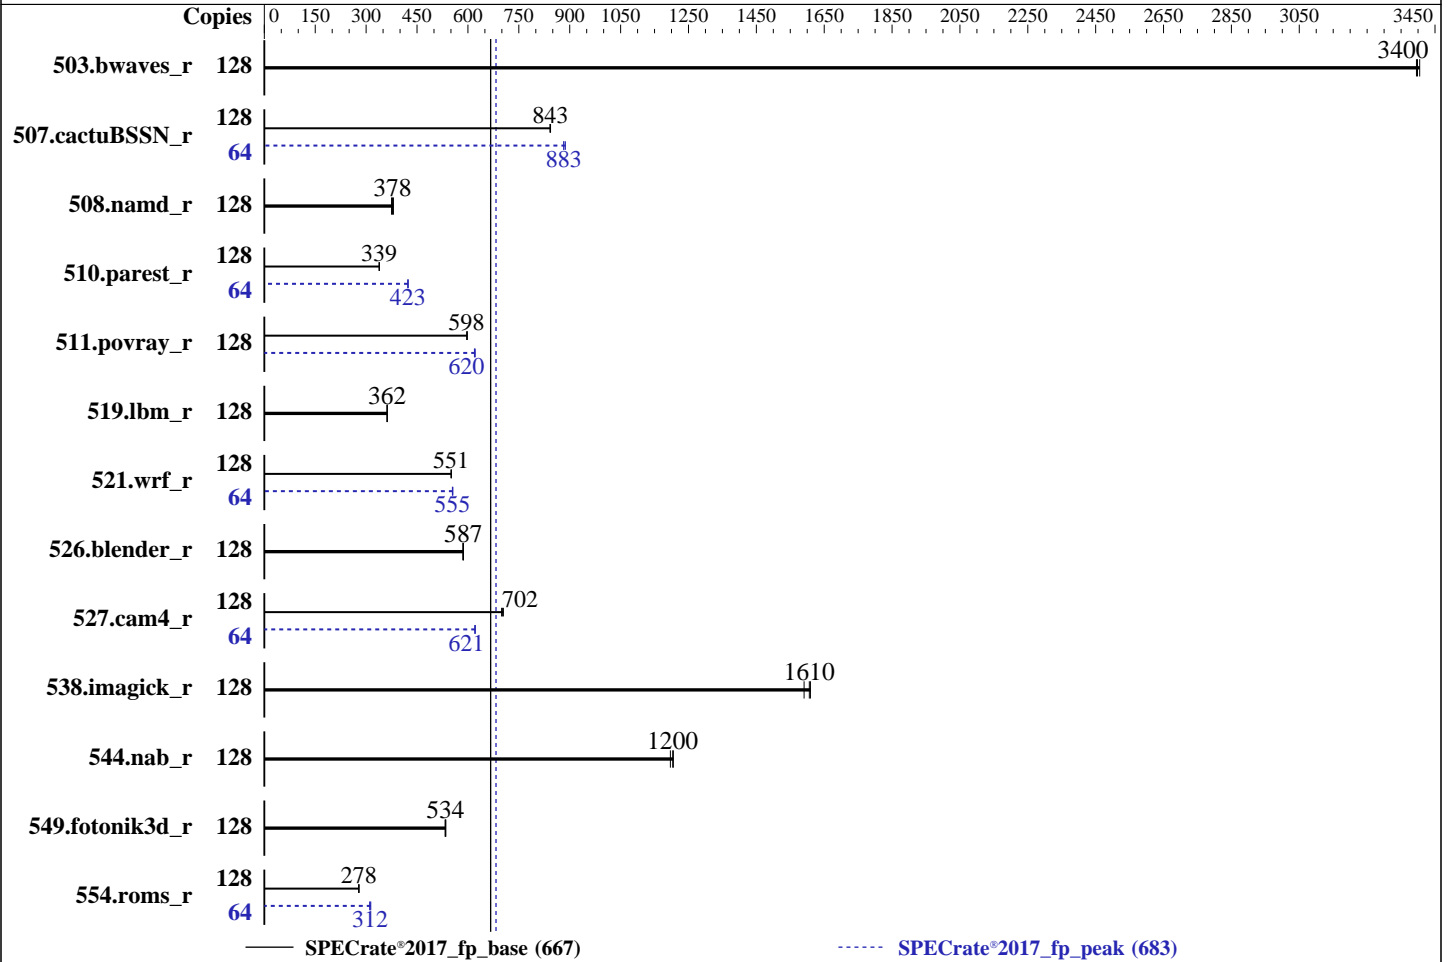 Copies 0 150 300 450 600 750 900 1050 1250 1450 1650 1850 2050 2250 2450 2650 2850 3050 3450
503.bwaves_r 128 3400
507.cactuBSSN_r 128 843
64 883
508.namd_r 128 378
510.parest_r 128 339
64 423
511.povray_r 128 598
620
519.lbm_r 128 362
521.wrf_r 128 551
64 555
526.blender_r 128 587
527.cam4_r 128 702
64 621
538.imagick_r 128 1610
544.nab_r 128 1200
549.fotonik3d_r 128 534
554.roms_r 128 278
64 312
SPECrate®2017_fp_base (667) SPECrate®2017_fp_peak (683)